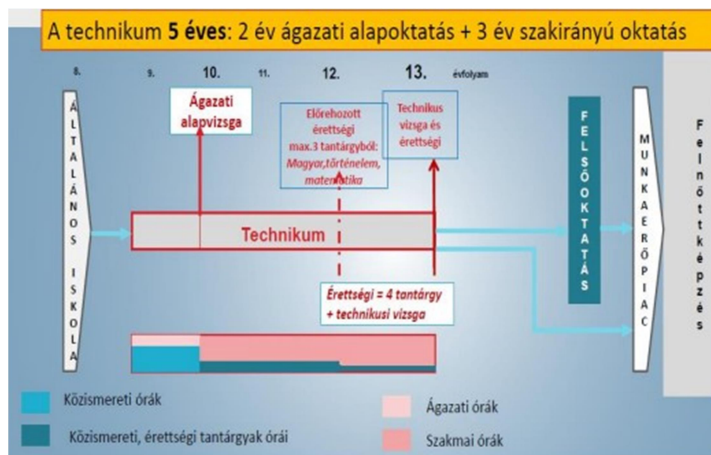 A technikum 5 éves: 2 év ágazati alapoktatás + 3 év szakirányú oktatás
8. 9. 10. 11. 12. 13. évfolyam
ÁLTALÁNOS ISKOLA
Ágazati
alapvizsga
Előrehozott
érettségi
max.3 tantárgyból:
Magyar,történelem,
matematika
Technikus
vizsga és
érettségi
FELSŐOKTATÁS
MUNKAERŐPIAC
Felnőttképzés
Technikum
Érettségi = 4 tantárgy
+ technikusi vizsga
Közismereti órák
Ágazati órák
Közismereti, érettségi tantárgyak órái
Szakmai órák